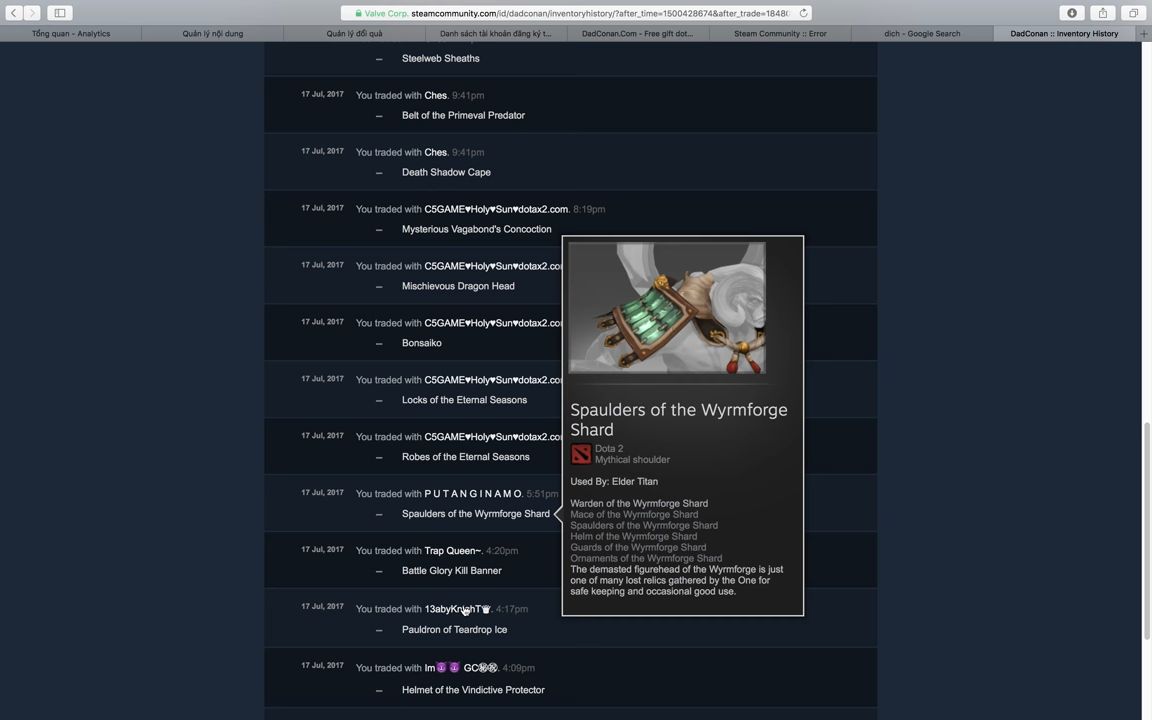 Valve Corp. steamcommunity.com/id/dadconan/inventoryhistory/?after_time=1500428674&after_trade=18480
Tổng quan - Analytics
Quản lý nội dung
Quản lý đổi quà
Danh sách tài khoản đăng ký t...
DadConan.Com - Free gift dot...
Steam Community :: Error
dich - Google Search
DadConan :: Inventory History
– Steelweb Sheaths
17 Jul, 2017 You traded with Ches. 9:41pm
– Belt of the Primeval Predator
17 Jul, 2017 You traded with Ches. 9:41pm
– Death Shadow Cape
17 Jul, 2017 You traded with C5GAME♥Holy♥Sun♥dotax2.com. 8:19pm
– Mysterious Vagabond's Concoction
17 Jul, 2017 You traded with C5GAME♥Holy♥Sun♥dotax2.co
– Mischievous Dragon Head
17 Jul, 2017 You traded with C5GAME♥Holy♥Sun♥dotax2.co
– Bonsaiko
17 Jul, 2017 You traded with C5GAME♥Holy♥Sun♥dotax2.co
– Locks of the Eternal Seasons
17 Jul, 2017 You traded with C5GAME♥Holy♥Sun♥dotax2.co
– Robes of the Eternal Seasons
17 Jul, 2017 You traded with P U T A N G I N A M O. 5:51pm
– Spaulders of the Wyrmforge Shard
17 Jul, 2017 You traded with Trap Queen~. 4:20pm
– Battle Glory Kill Banner
17 Jul, 2017 You traded with 13abyKnighT♛. 4:17pm
– Pauldron of Teardrop Ice
17 Jul, 2017 You traded with Im😈😈 GC㊙㊙. 4:09pm
– Helmet of the Vindictive Protector
Spaulders of the Wyrmforge
Shard
Dota 2
Mythical shoulder
Used By: Elder Titan
Warden of the Wyrmforge Shard
Mace of the Wyrmforge Shard
Spaulders of the Wyrmforge Shard
Helm of the Wyrmforge Shard
Guards of the Wyrmforge Shard
Ornaments of the Wyrmforge Shard
The demasted figurehead of the Wyrmforge is just
one of many lost relics gathered by the One for
safe keeping and occasional good use.